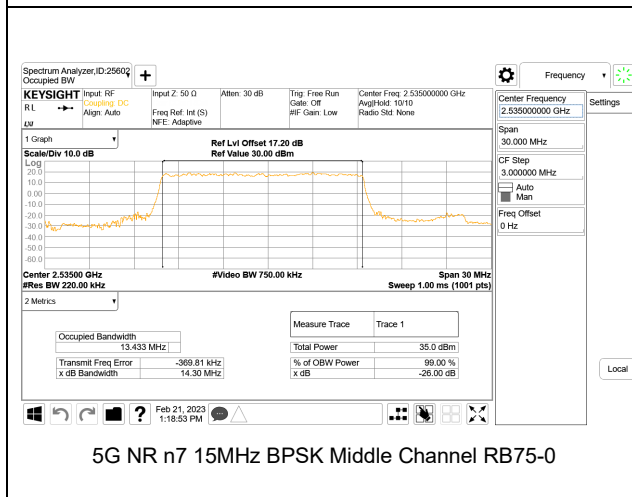 Spectrum Analyzer,ID:25602
Occupied BW
Frequency
KEYSIGHT Input: RF Input Z: 50 Ω Atten: 30 dB Trig: Free Run Center Freq: 2.535000000 GHz
RL Coupling: DC Gate: Off Avg|Hold: 10/10
Align: Auto Freq Ref: Int (S) #IF Gain: Low Radio Std: None
NFE: Adaptive
Center Frequency
2.535000000 GHz
Settings
Span
30.000 MHz
CF Step
3.000000 MHz
Auto
Man
Freq Offset
0 Hz
Local
1 Graph
Ref Lvl Offset 17.20 dB
Scale/Div 10.0 dB Ref Value 30.00 dBm
Log
20.0
10.0
0.00
-10.0
-20.0
-30.0
-40.0
-50.0
-60.0
Center 2.53500 GHz #Video BW 750.00 kHz Span 30 MHz
#Res BW 220.00 kHz Sweep 1.00 ms (1001 pts)
2 Metrics
Measure Trace Trace 1
Occupied Bandwidth
13.433 MHz
Total Power 35.0 dBm
Transmit Freq Error -369.81 kHz
% of OBW Power 99.00 %
x dB Bandwidth 14.30 MHz
x dB -26.00 dB
? Feb 21, 2023
1:18:53 PM
5G NR n7 15MHz BPSK Middle Channel RB75-0